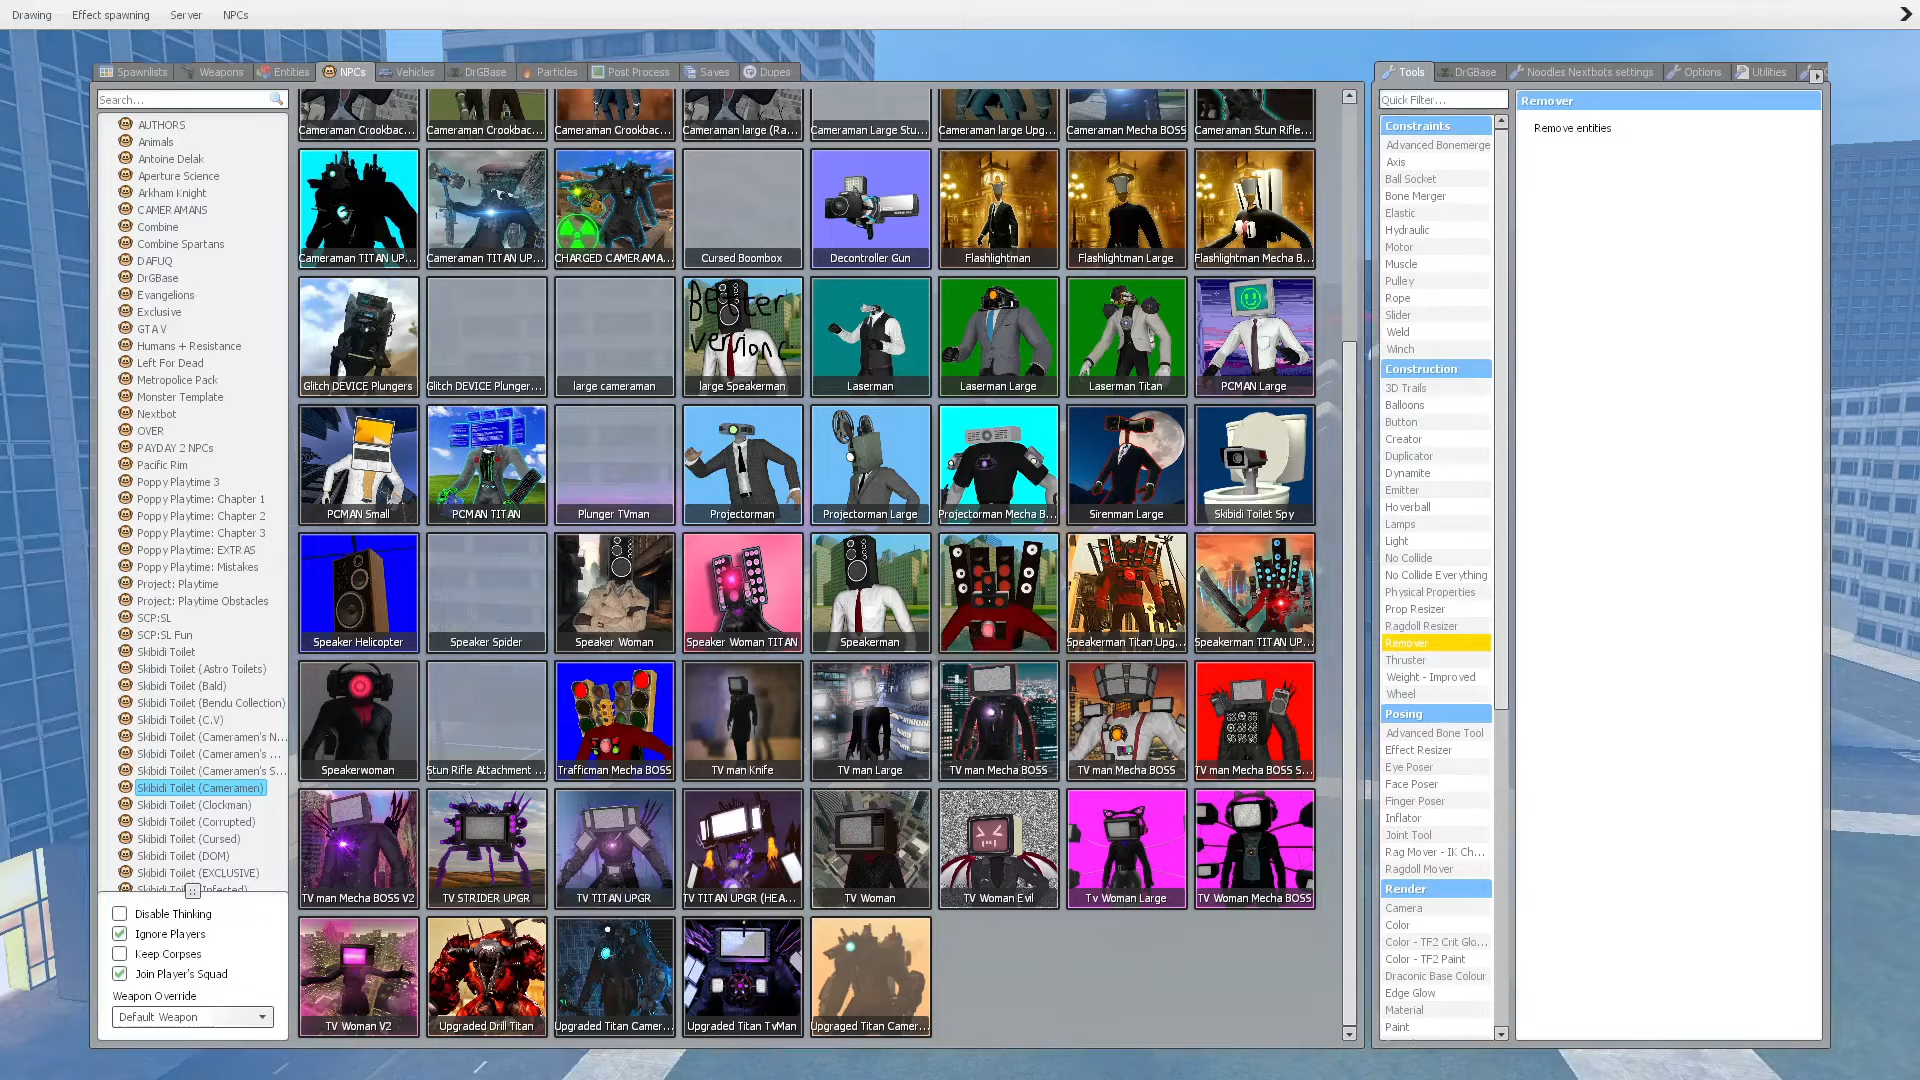 Drawing Effect spawning Server NPCs
Spawnlists Weapons Entities NPCs Vehicles DrGBase Particles Post Process Saves Dupes
Search...
AUTHORS
Animals
Antoine Delak
Aperture Science
Arkham Knight
CAMERAMANS
Combine
Combine Spartans
DAFUQ
DrGBase
Evangelions
Exclusive
GTA V
Humans + Resistance
Left For Dead
Metropolice Pack
Monster Template
Nextbot
OVER
PAYDAY 2 NPCs
Pacific Rim
Poppy Playtime 3
Poppy Playtime: Chapter 1
Poppy Playtime: Chapter 2
Poppy Playtime: Chapter 3
Poppy Playtime: EXTRAS
Poppy Playtime: Mistakes
Project: Playtime
Project: Playtime Obstacles
SCP:SL
SCP:SL Fun
Skibidi Toilet
Skibidi Toilet (Astro Toilets)
Skibidi Toilet (Bald)
Skibidi Toilet (Bendu Collection)
Skibidi Toilet (C.V)
Skibidi Toilet (Cameramen's N...
Skibidi Toilet (Cameramen's ...
Skibidi Toilet (Cameramen's S...
Skibidi Toilet (Cameramen)
Skibidi Toilet (Clockman)
Skibidi Toilet (Corrupted)
Skibidi Toilet (Cursed)
Skibidi Toilet (DOM)
Skibidi Toilet (EXCLUSIVE)
Disable Thinking
Ignore Players
Keep Corpses
Join Player's Squad
Weapon Override
Default Weapon
Cameraman Crookbac... Cameraman Crookbac... Cameraman Crookbac... Cameraman large (Ra... Cameraman Large Stu... Cameraman large Upg... Cameraman Mecha BOSS Cameraman Stun Rifle...
Cameraman TITAN UP... Cameraman TITAN UP... CHARGED CAMERAMA... Cursed Boombox Decontroller Gun Flashlightman Flashlightman Large Flashlightman Mecha B...
Better
version
Glitch DEVICE Plungers Glitch DEVICE Plunger... large cameraman large Speakerman Laserman Laserman Large Laserman Titan PCMAN Large
PCMAN Small PCMAN TITAN Plunger TVman Projectorman Projectorman Large Projectorman Mecha B... Sirenman Large Skibidi Toilet Spy
Speaker Helicopter Speaker Spider Speaker Woman Speaker Woman TITAN Speakerman Speakerman Titan Upg... Speakerman TITAN UP...
Speakerwoman Stun Rifle Attachment ... Trafficman Mecha BOSS TV man Knife TV man Large TV man Mecha BOSS TV man Mecha BOSS TV man Mecha BOSS S...
TV man Mecha BOSS V2 TV STRIDER UPGR TV TITAN UPGR TV TITAN UPGR (HEA... TV Woman TV Woman Evil Tv Woman Large TV Woman Mecha BOSS
TV Woman V2 Upgraded Drill Titan Upgraded Titan Camer... Upgraded Titan TvMan Upgraged Titan Camer...
Tools DrGBase Noodles Nextbots settings Options Utilities
Quick Filter...
Constraints
Advanced Bonemerge
Axis
Ball Socket
Bone Merger
Elastic
Hydraulic
Motor
Muscle
Pulley
Rope
Slider
Weld
Winch
Construction
3D Trails
Balloons
Button
Creator
Duplicator
Dynamite
Emitter
Hoverball
Lamps
Light
No Collide
No Collide Everything
Physical Properties
Prop Resizer
Ragdoll Resizer
Remover
Thruster
Weight - Improved
Wheel
Posing
Advanced Bone Tool
Effect Resizer
Eye Poser
Face Poser
Finger Poser
Inflator
Joint Tool
Rag Mover - IK Ch...
Ragdoll Mover
Render
Camera
Color
Color - TF2 Crit Glo...
Color - TF2 Paint
Draconic Base Colour
Edge Glow
Material
Paint
Remover
Remove entities